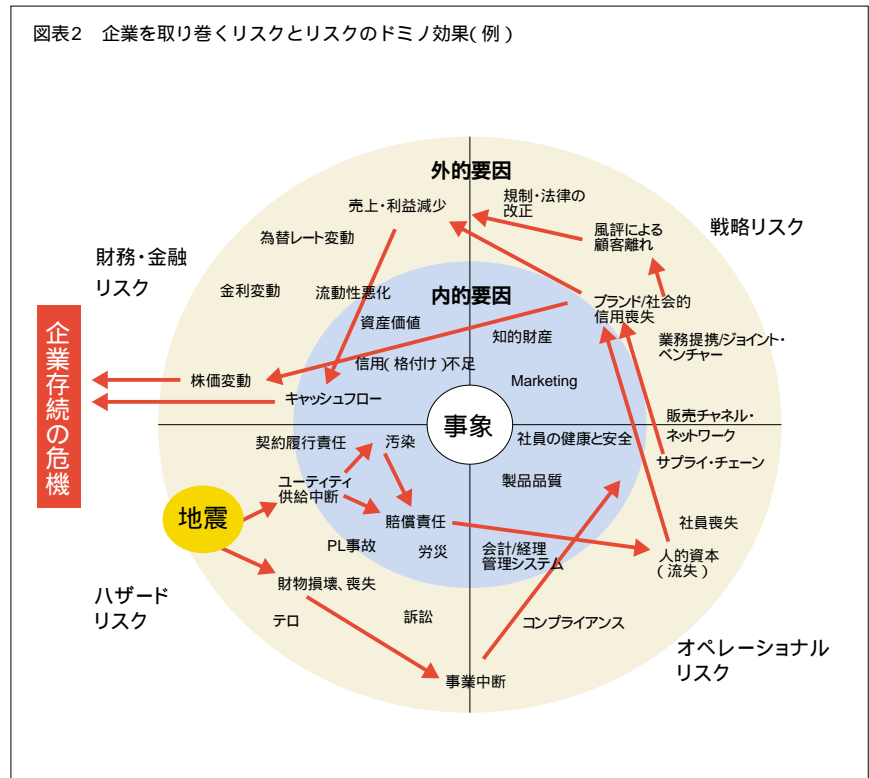 図表2 企業を取り巻くリスクとリスクのドミノ効果(例)
外的要因
売上・利益減少
規制・法律の
改正
為替レート変動
風評による
顧客離れ
戦略リスク
財務・金融
リスク
金利変動
流動性悪化
内的要因
ブランド/社会的
信用喪失
資産価値
知的財産
業務提携/ジョイント・
ベンチャー
企業存続の危機
信用(格付け)不足
株価変動
Marketing
キャッシュフロー
事象
販売チャネル・
ネットワーク
契約履行責任
汚染
社員の健康と安全
サプライ・チェーン
ユーティティ
供給中断
製品品質
地震
賠償責任
社員喪失
PL事故
労災
会計/経理
管理システム
人的資本
(流失)
ハザード
リスク
財物損壊、喪失
テロ
訴訟
コンプライアンス
オペレーショナル
リスク
事業中断